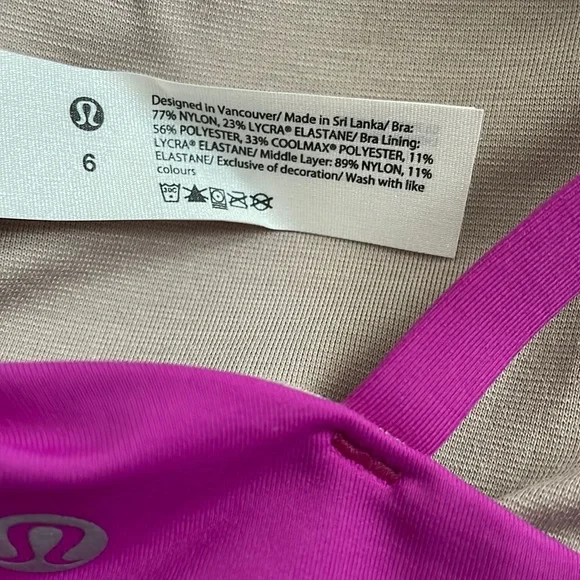 Designed in Vancouver/ Made in Sri Lanka/ Bra:
77% NYLON, 23% LYCRA® ELASTANE/ Bra Lining:
56% POLYESTER, 33% COOLMAX® POLYESTER, 11%
LYCRA® ELASTANE/ Middle Layer: 89% NYLON, 11%
ELASTANE/ Exclusive of decoration/ Wash with like
colours
6
30C